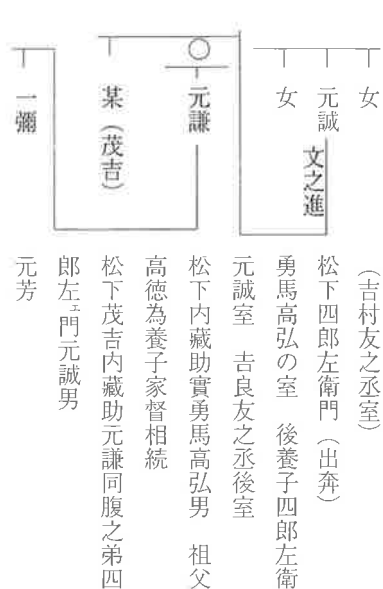 女
元誠
文之進
女
元謙
某（茂吉）
一彌
（吉村友之丞室）
松下四郎左衛門（出奔）
勇馬高弘の室　後養子四郎左衛
元誠室　𠮷良友之丞後室
松下内藏助實勇馬高弘男　祖父
高徳為養子家督相続
松下茂吉内藏助元謙同腹之弟四
郎左ェ門元誠男
元芳